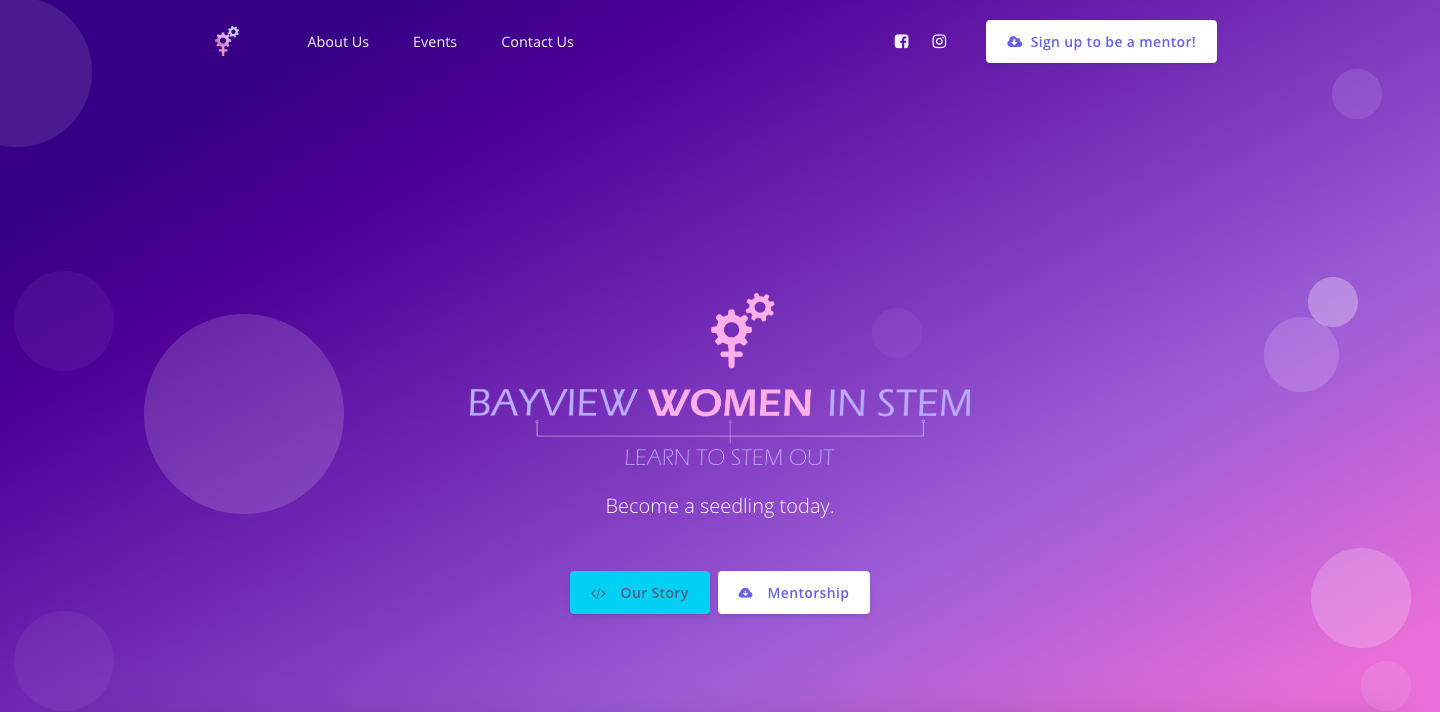 About Us
Events
Contact Us
Sign up to be a mentor!
BAYVIEW WOMEN IN STEM
LEARN TO STEM OUT
Become a seedling today.
Our Story
Mentorship